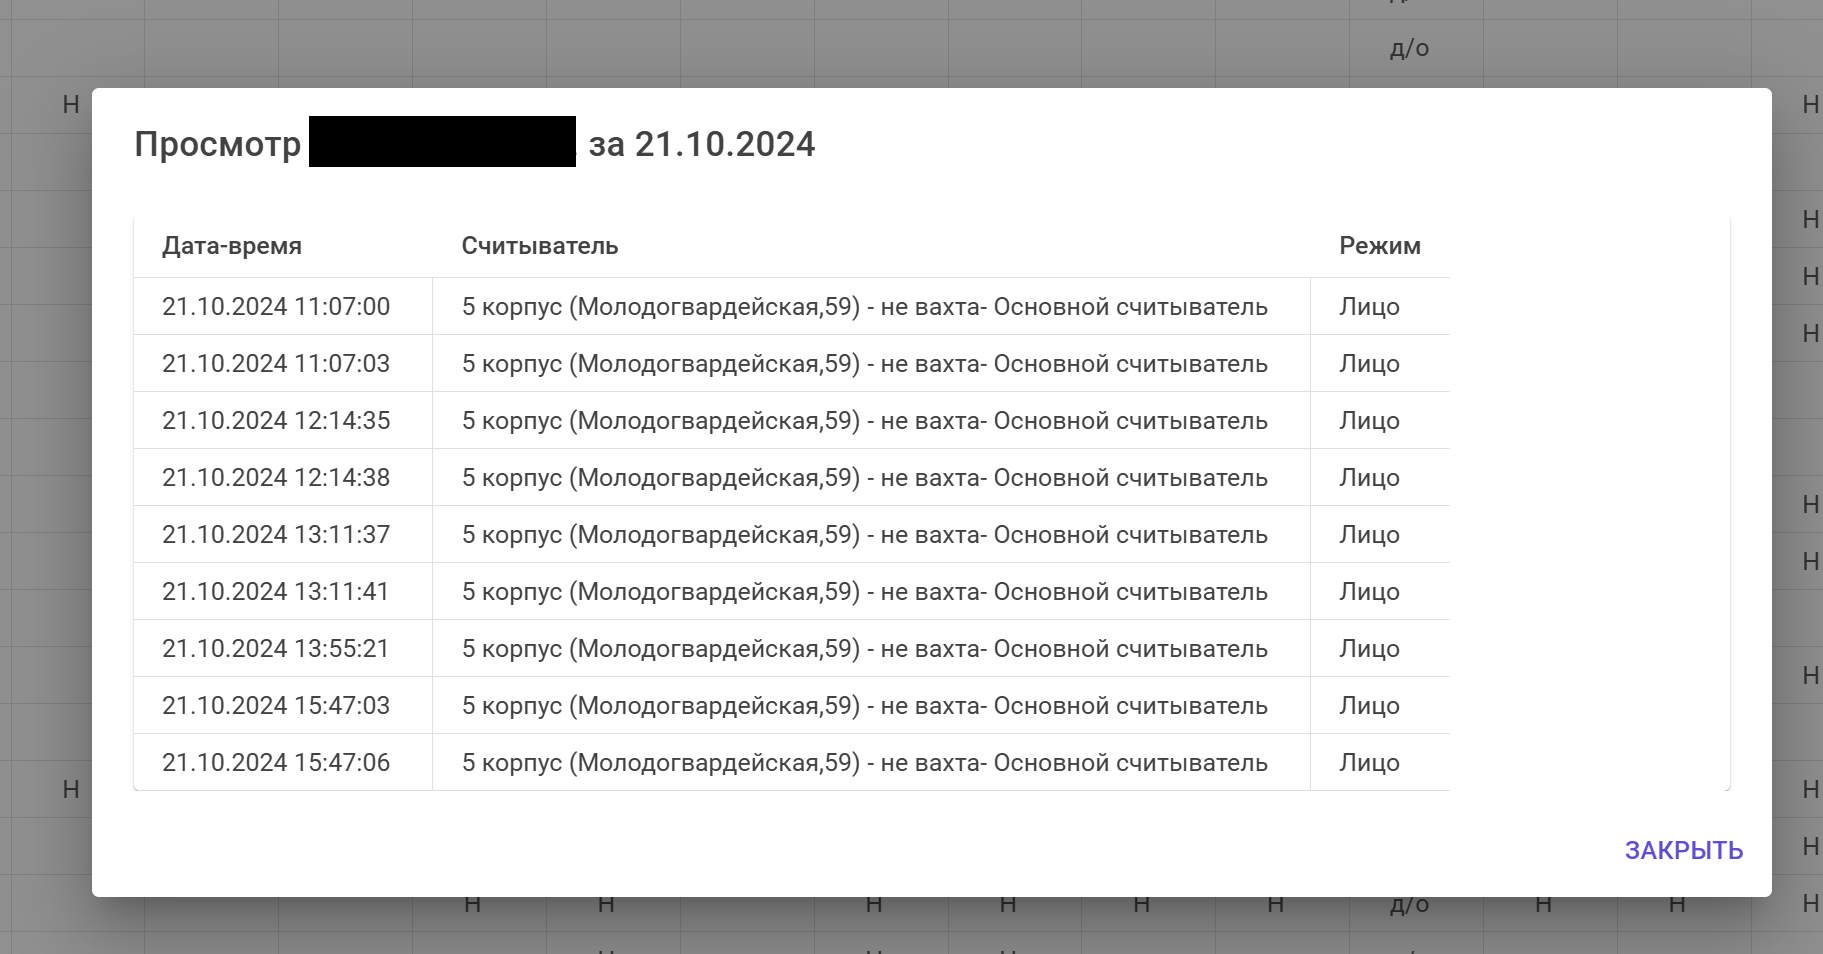 д/о
Н
Н
Просмотр за 21.10.2024
Дата-время Считыватель Режим
Н
21.10.2024 11:07:00 5 корпус (Молодогвардейская,59) - не вахта- Основной считыватель Лицо
Н
21.10.2024 11:07:03 5 корпус (Молодогвардейская,59) - не вахта- Основной считыватель Лицо
Н
21.10.2024 12:14:35 5 корпус (Молодогвардейская,59) - не вахта- Основной считыватель Лицо
21.10.2024 12:14:38 5 корпус (Молодогвардейская,59) - не вахта- Основной считыватель Лицо
Н
21.10.2024 13:11:37 5 корпус (Молодогвардейская,59) - не вахта- Основной считыватель Лицо
Н
21.10.2024 13:11:41 5 корпус (Молодогвардейская,59) - не вахта- Основной считыватель Лицо
21.10.2024 13:55:21 5 корпус (Молодогвардейская,59) - не вахта- Основной считыватель Лицо
Н
21.10.2024 15:47:03 5 корпус (Молодогвардейская,59) - не вахта- Основной считыватель Лицо
21.10.2024 15:47:06 5 корпус (Молодогвардейская,59) - не вахта- Основной считыватель Лицо
Н Н
ЗАКРЫТЬ
Н
Н Н Н Н Н Н д/о Н Н Н